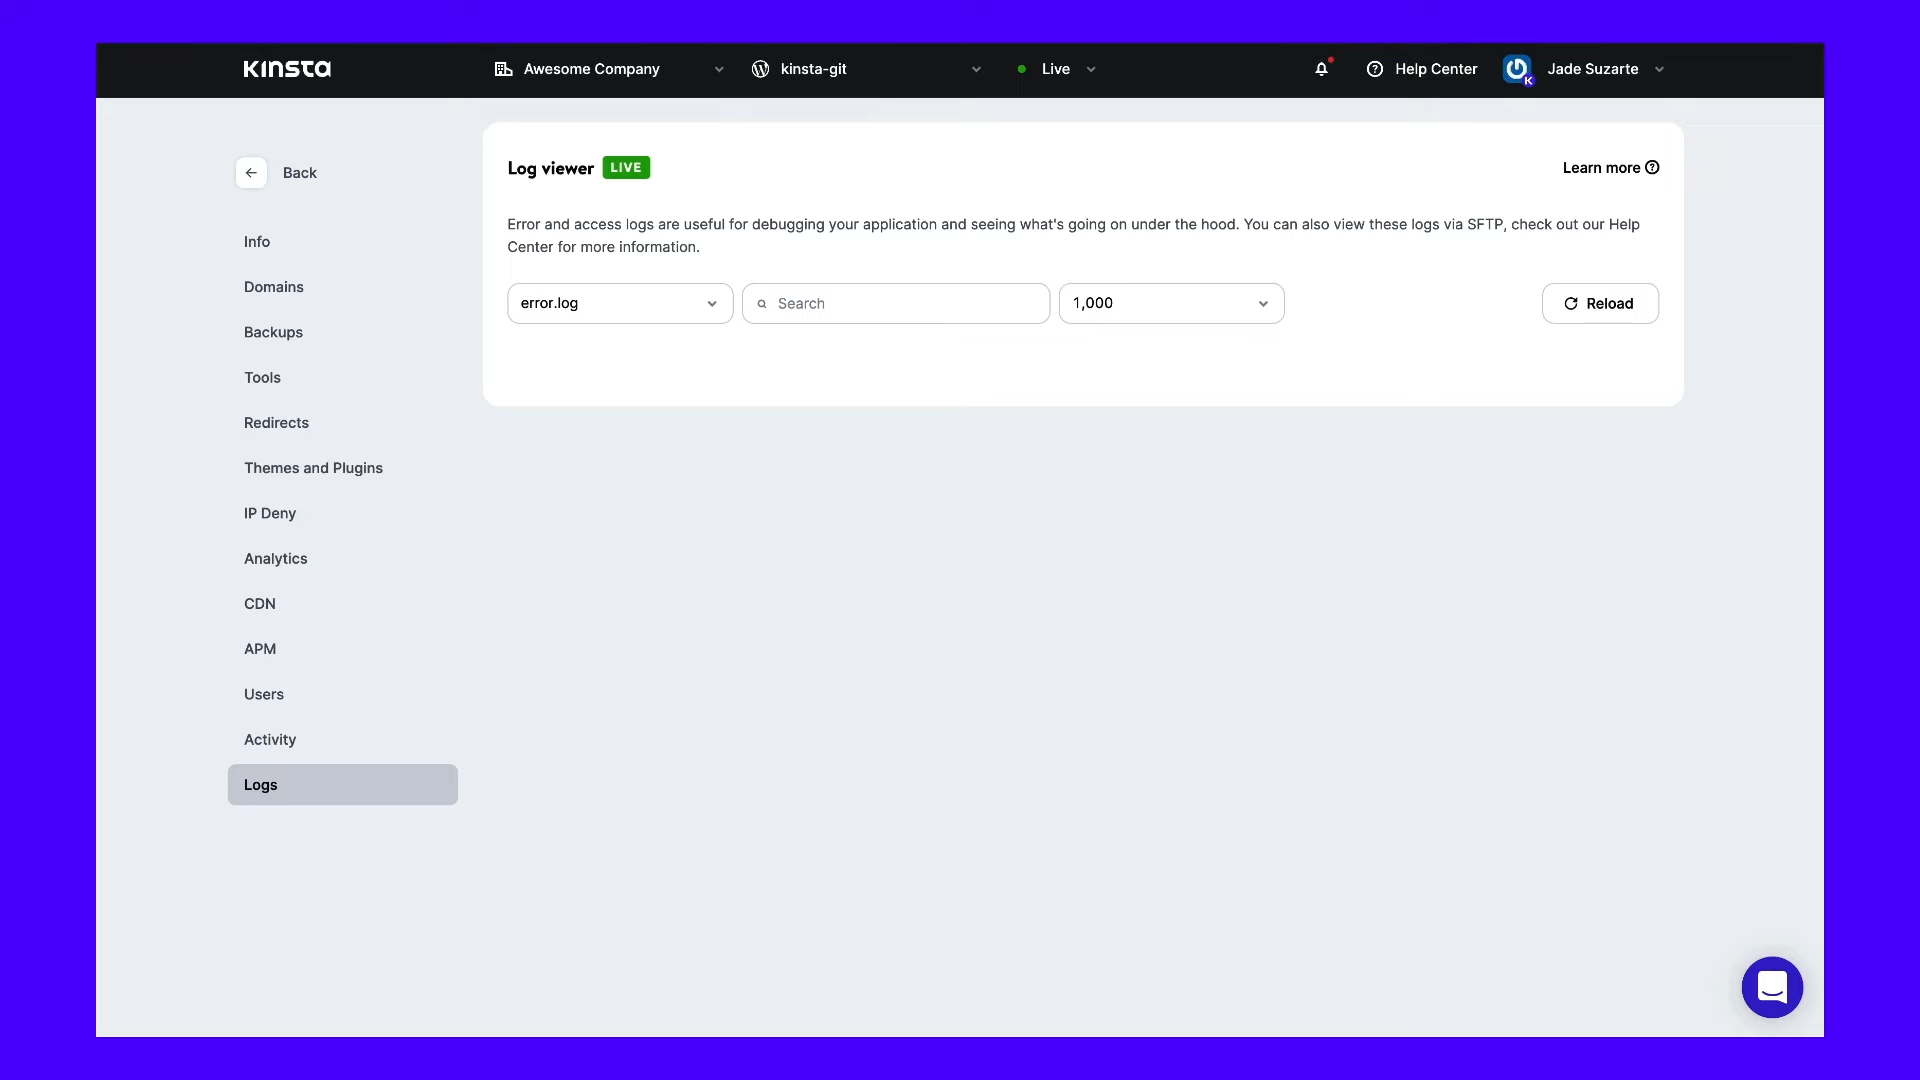 KINSTA
Awesome Company
kinsta-git
Live
Help Center
K
Jade Suzarte
Back
Info
Domains
Backups
Tools
Redirects
Themes and Plugins
IP Deny
Analytics
CDN
APM
Users
Activity
Logs
Log viewer LIVE
Learn more
Error and access logs are useful for debugging your application and seeing what's going on under the hood. You can also view these logs via SFTP, check out our Help
Center for more information.
error.log
Search
1,000
Reload